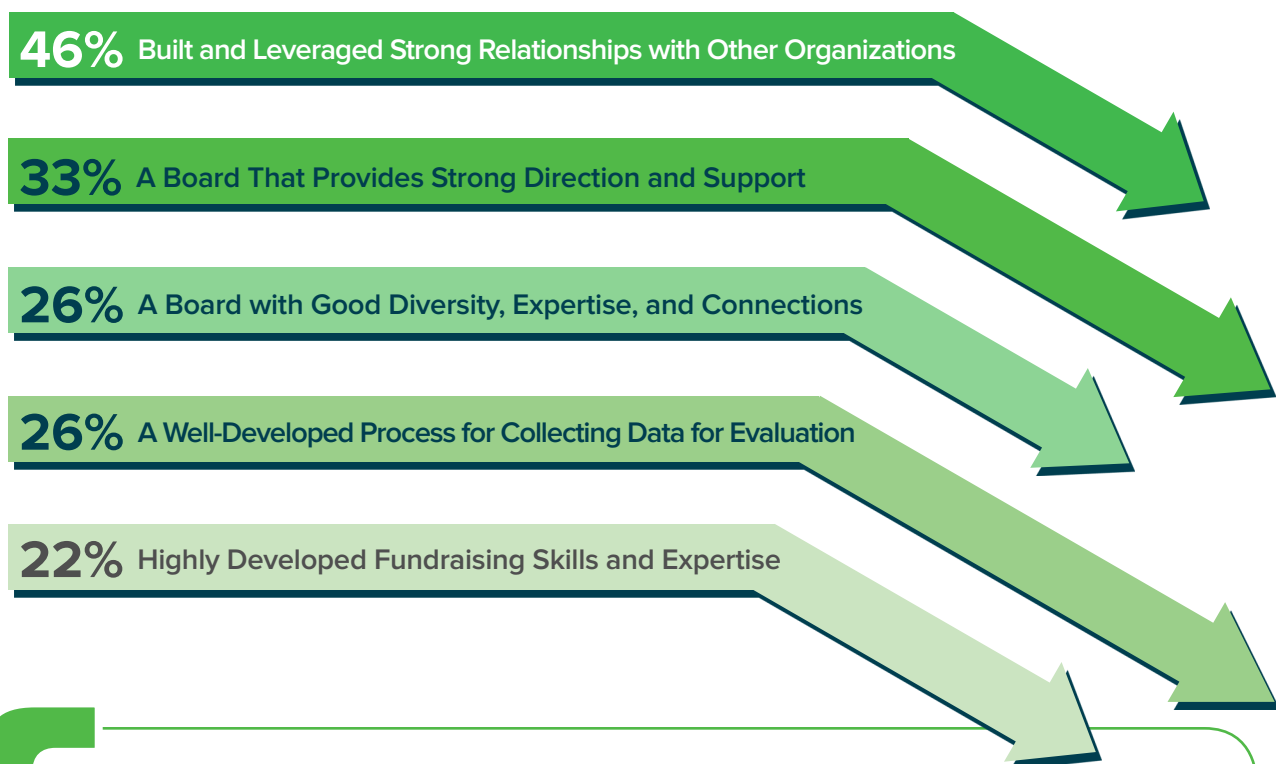 46% Built and Leveraged Strong Relationships with Other Organizations
33% A Board That Provides Strong Direction and Support
26% A Board with Good Diversity, Expertise, and Connections
26% A Well-Developed Process for Collecting Data for Evaluation
22% Highly Developed Fundraising Skills and Expertise